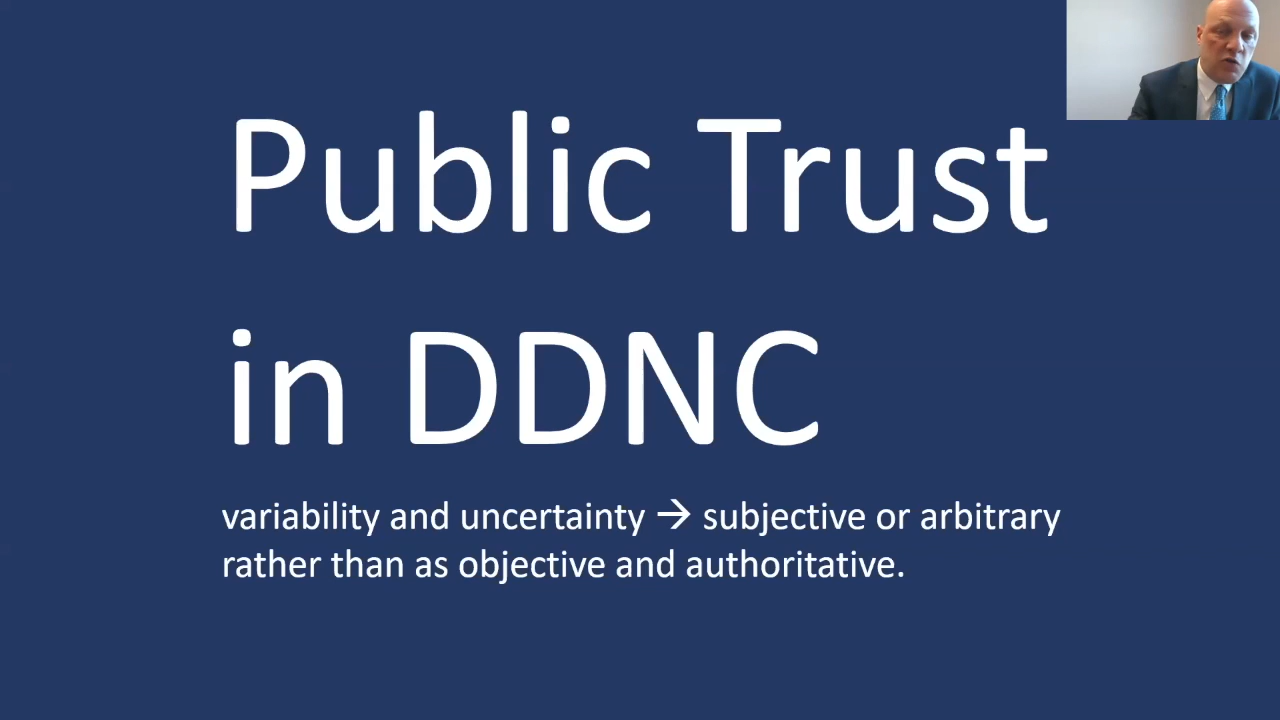 Public Trust
in DDNC
variability and uncertainty → subjective or arbitrary
rather than as objective and authoritative.